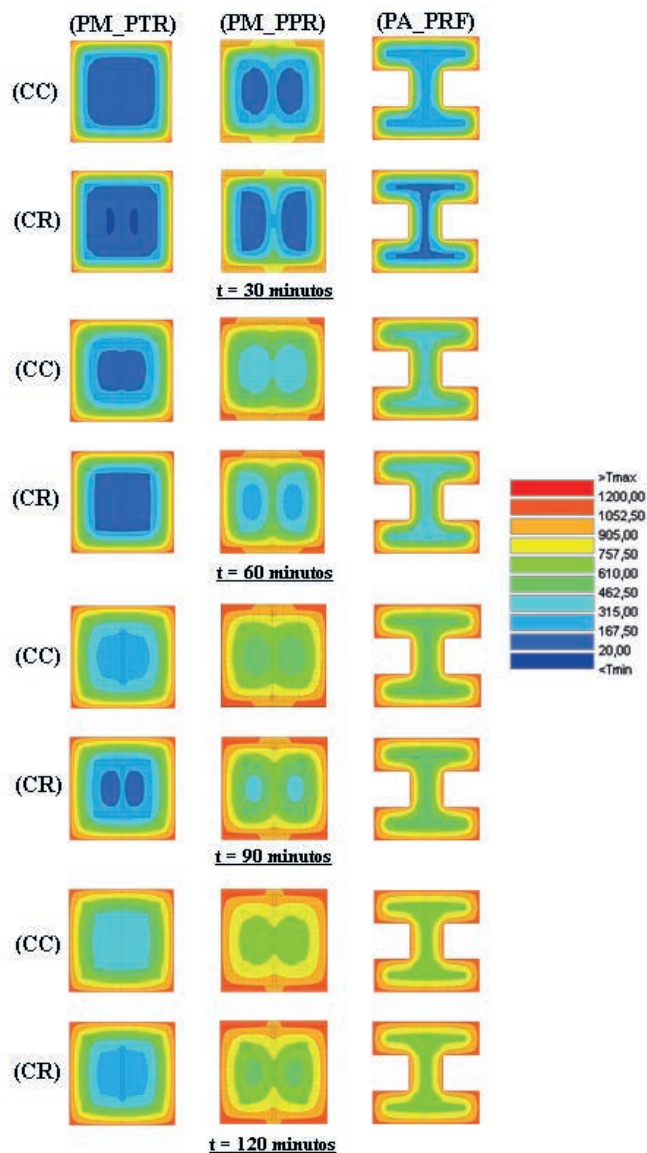 (PM_PTR) (PM_PPR) (PA_PRF)
(CC)
(CR)
t = 30 minutos
(CC)
(CR)
t = 60 minutos
>Tmax
1200,00
1052,50
905,00
757,50
610,00
462,50
315,00
167,50
20,00
<Tmin
(CC)
(CR)
t = 90 minutos
(CC)
(CR)
t = 120 minutos